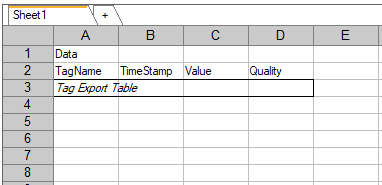 Sheet1 +
A B C D E
1 Data
2 TagName TimeStamp Value Quality
3 Tag Export Table
4
5
6
7
8